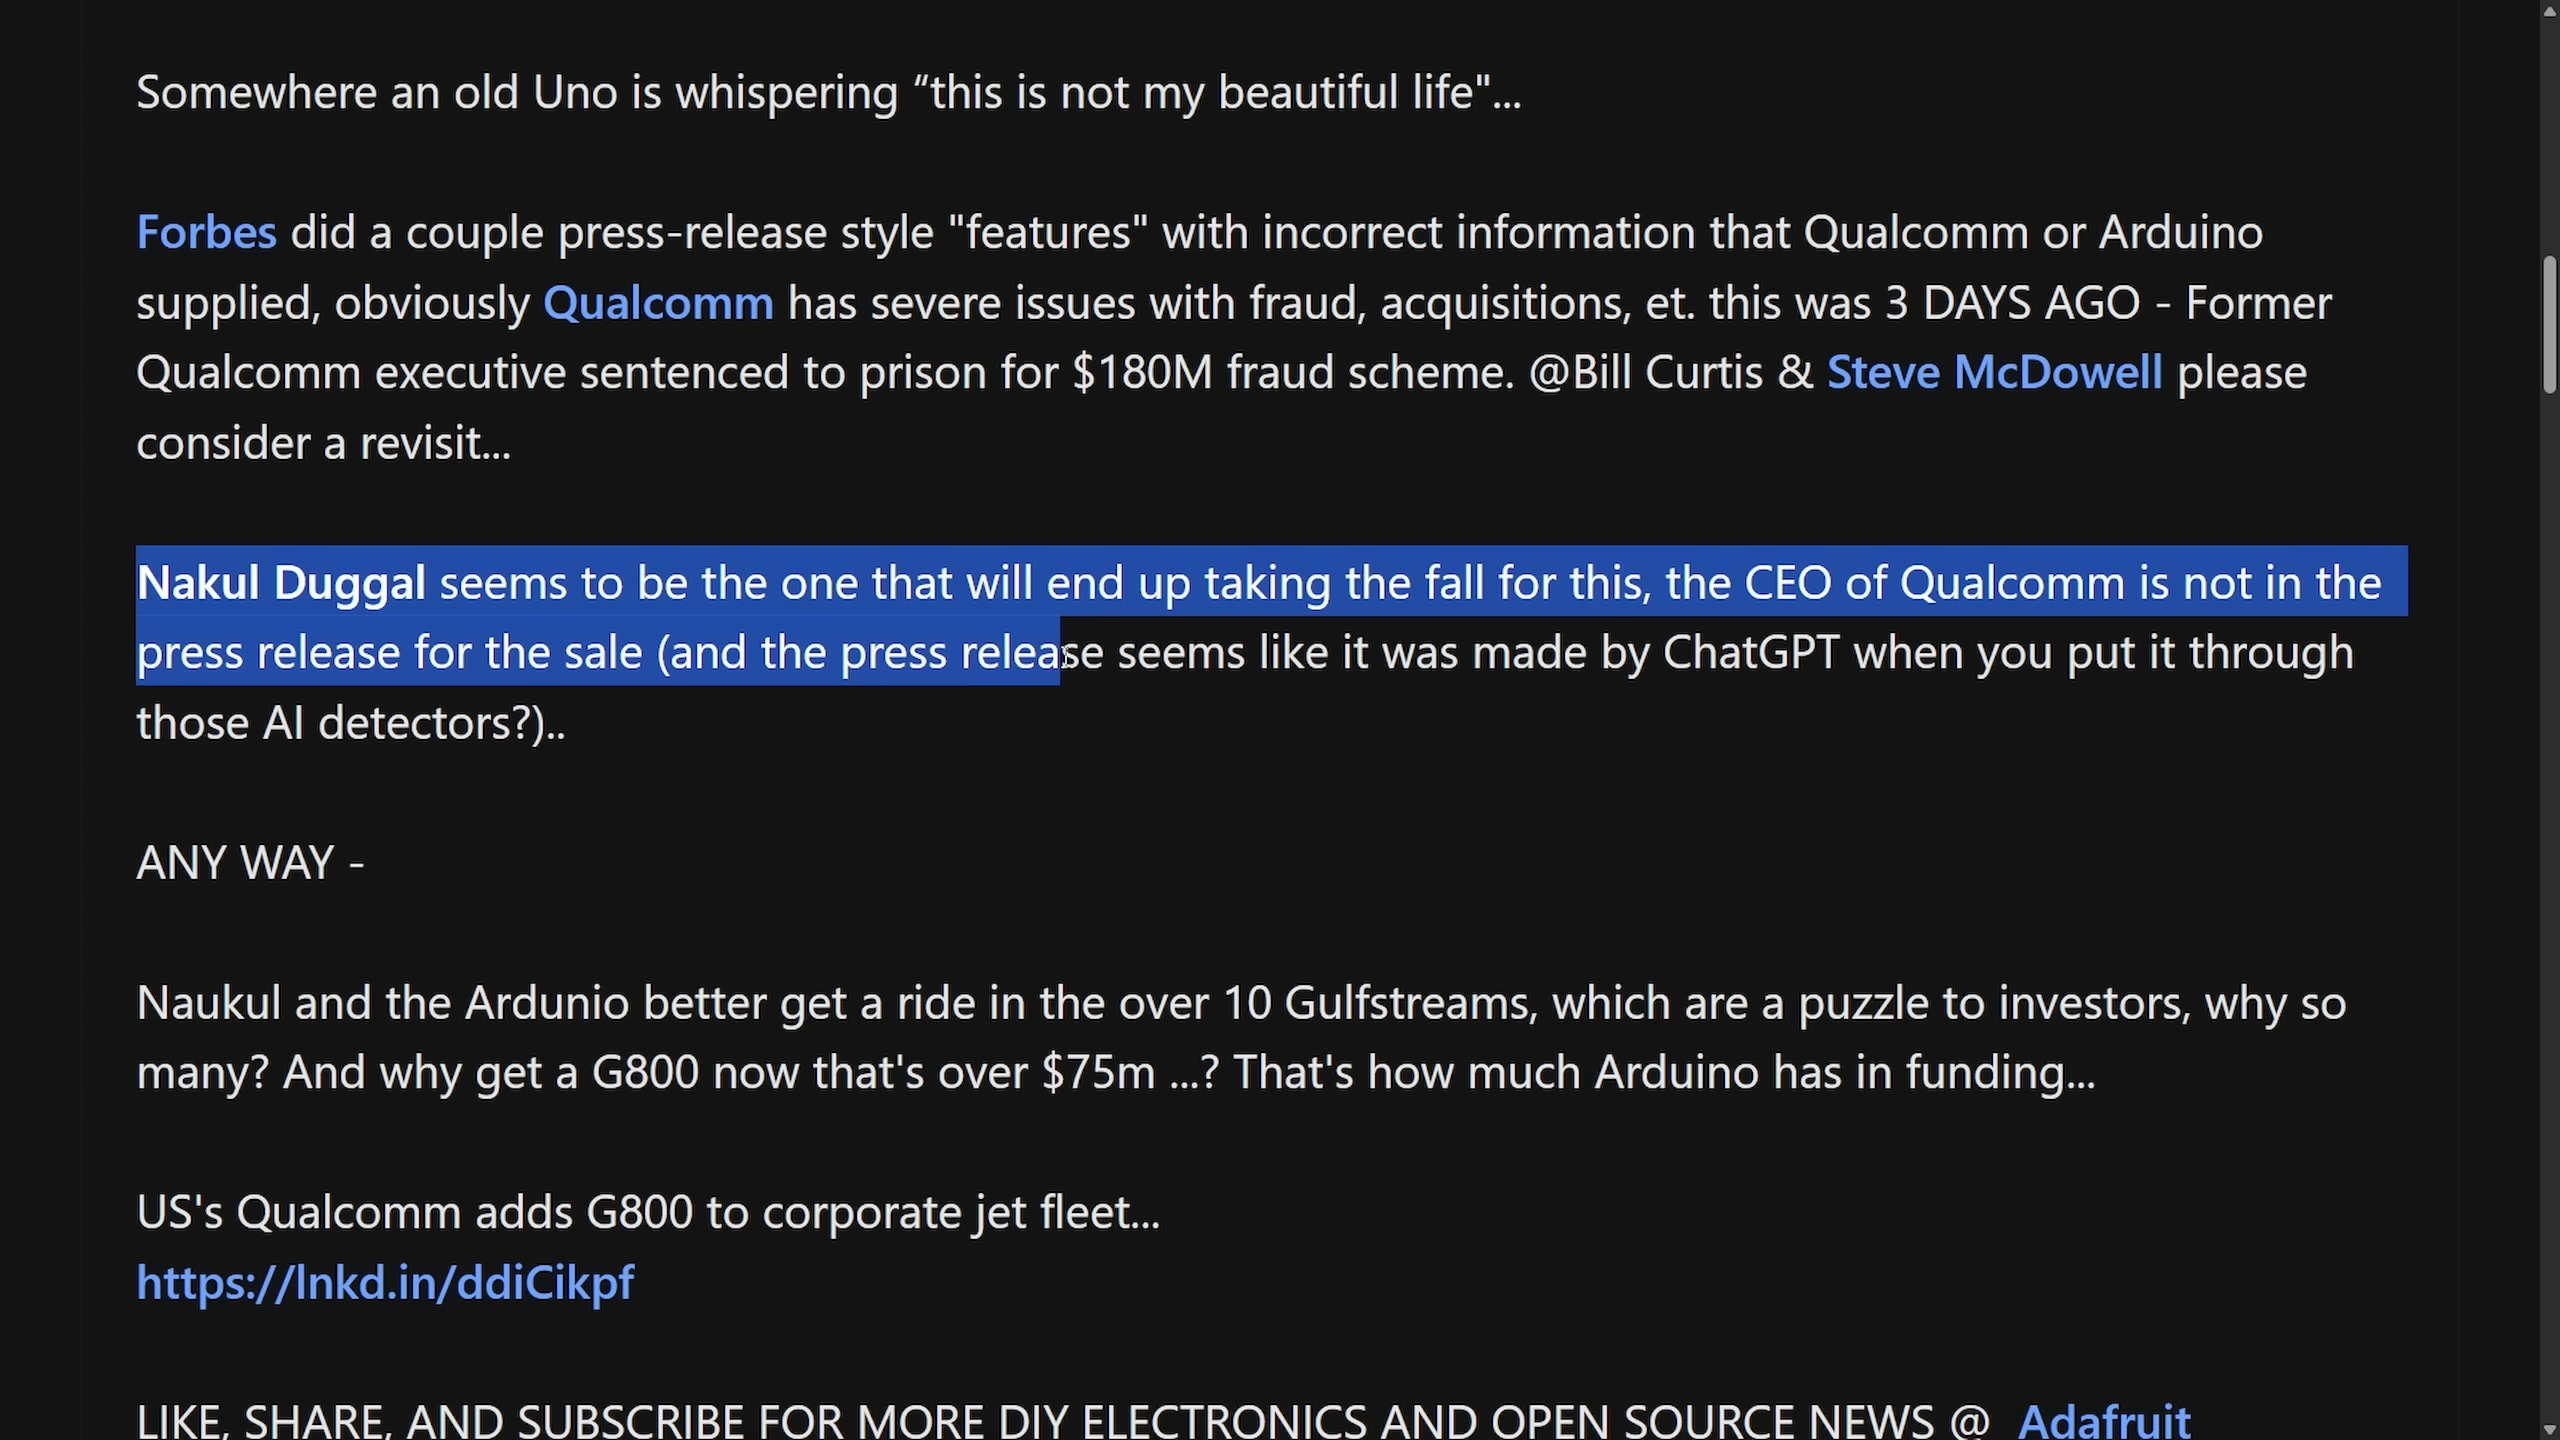 Somewhere an old Uno is whispering “this is not my beautiful life"...
Forbes did a couple press-release style "features" with incorrect information that Qualcomm or Arduino
supplied, obviously Qualcomm has severe issues with fraud, acquisitions, et. this was 3 DAYS AGO - Former
Qualcomm executive sentenced to prison for $180M fraud scheme. @Bill Curtis & Steve McDowell please
consider a revisit...
Nakul Duggal seems to be the one that will end up taking the fall for this, the CEO of Qualcomm is not in the
press release for the sale (and the press release seems like it was made by ChatGPT when you put it through
those AI detectors?)..
ANY WAY -
Naukul and the Ardunio better get a ride in the over 10 Gulfstreams, which are a puzzle to investors, why so
many? And why get a G800 now that's over $75m ...? That's how much Arduino has in funding...
US's Qualcomm adds G800 to corporate jet fleet...
https://lnkd.in/ddiCikpf
LIKE, SHARE, AND SUBSCRIBE FOR MORE DIY ELECTRONICS AND OPEN SOURCE NEWS @ Adafruit